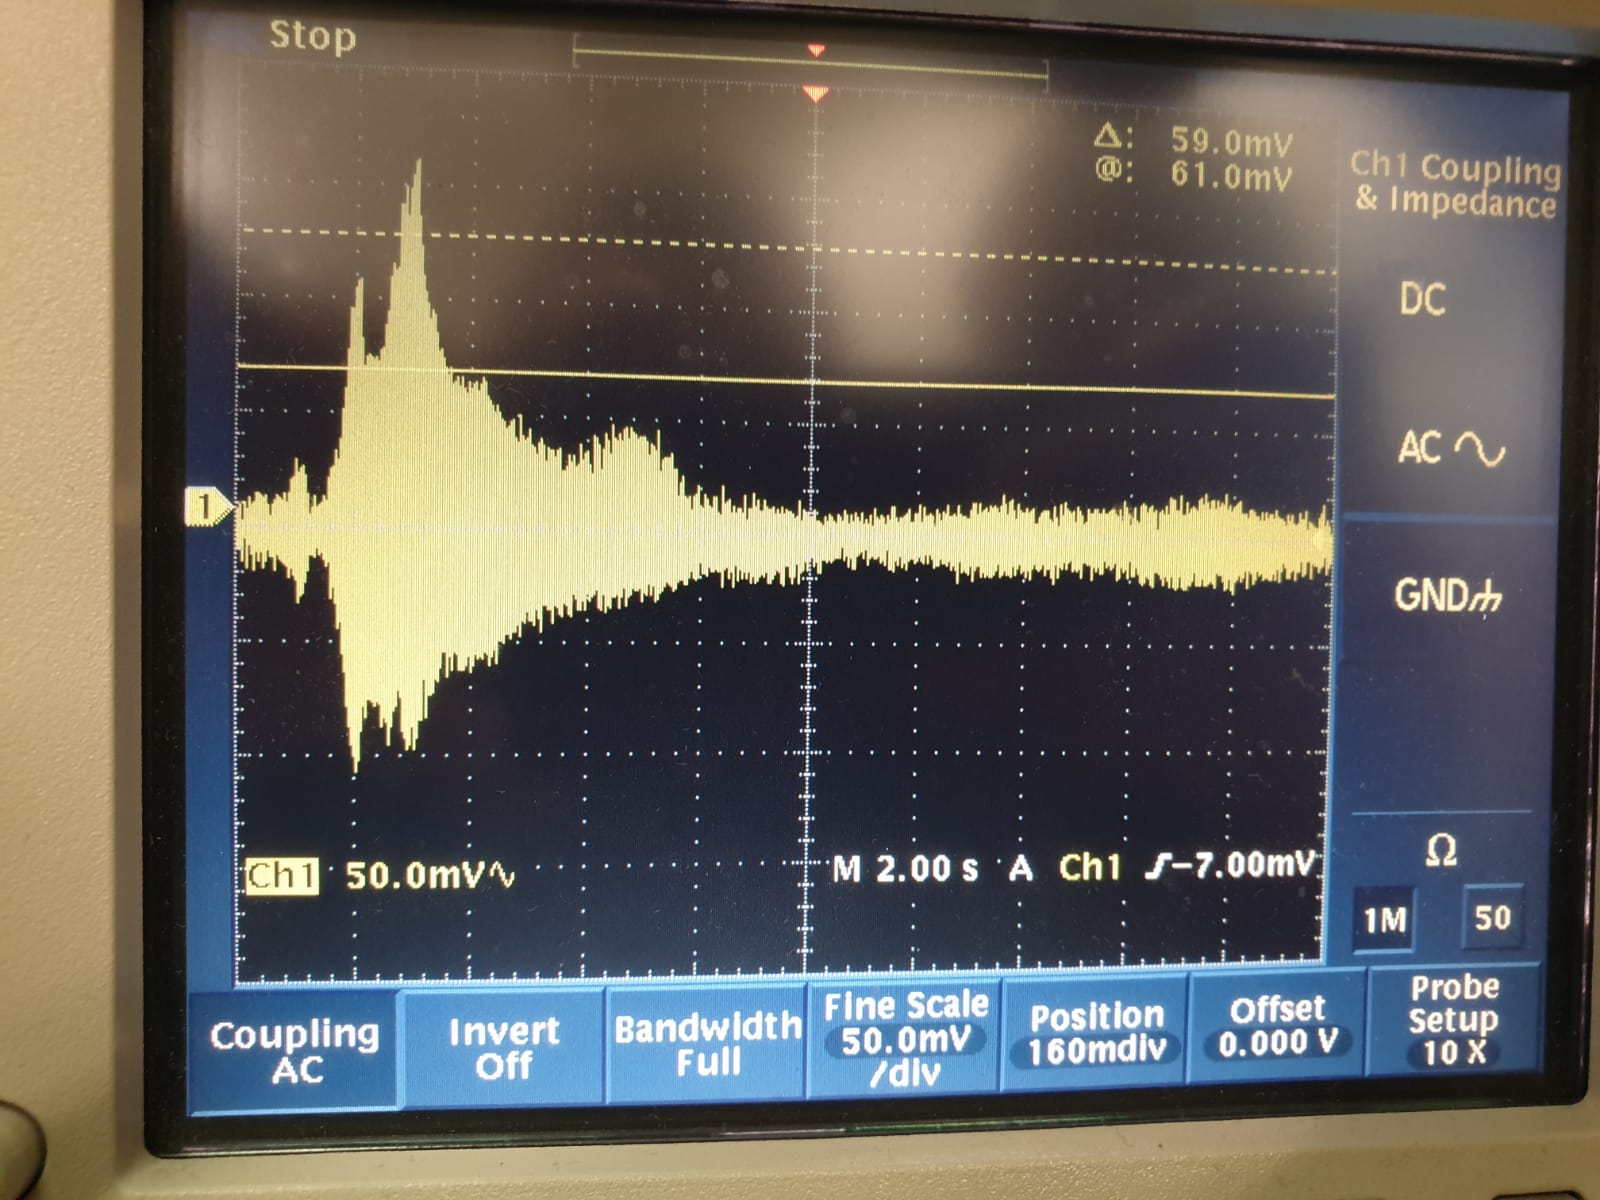 Stop
Δ: 59.0mV
@: 61.0mV
Ch1 Coupling
& Impedance
DC
AC
1
GND
Ω
1M 50
Ch1 50.0mV M 2.00 s A Ch1 -7.00mV
Coupling
AC
Invert
Off
Bandwidth
Full
Fine Scale
50.0mV
/div
Position
160mdiv
Offset
0.000 V
Probe
Setup
10 X